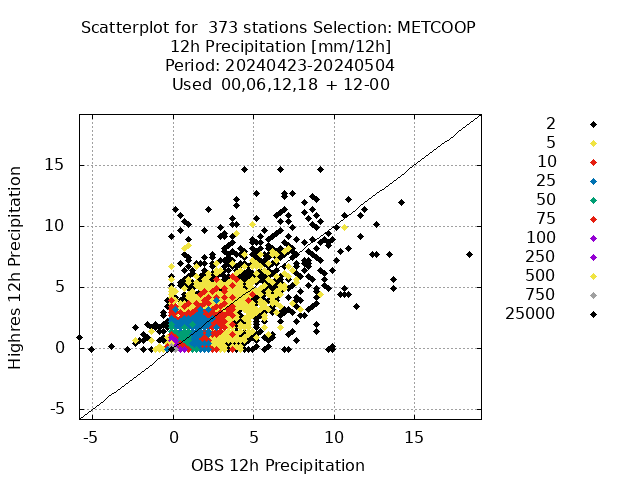 Scatterplot for  373 stations Selection: METCOOP
12h Precipitation [mm/12h]
Period: 20240423-20240504
Used  00,06,12,18  + 12-00
2
5
10
25
50
75
100
250
500
750
25000
15
10
5
0
-5
-5 0 5 10 15
Highres 12h Precipitation
OBS 12h Precipitation